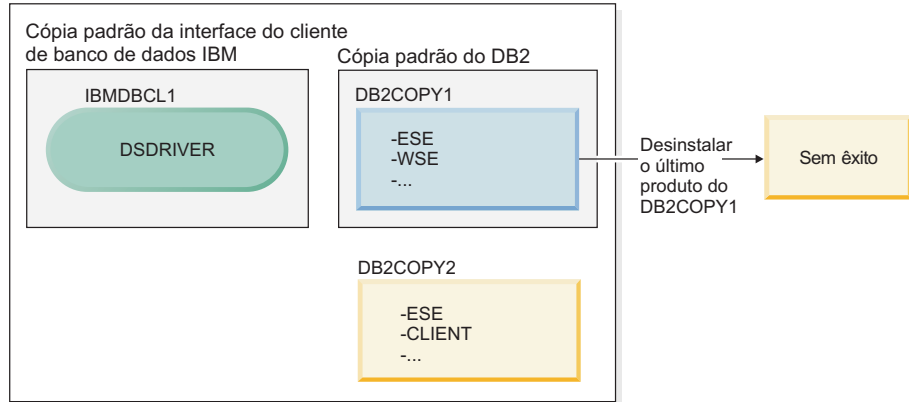 Cópia padrão da interface do cliente
de banco de dados IBM
IBMDBCL1
DSDRIVER
Cópia padrão do DB2
DB2COPY1
-ESE
-WSE
-...
Desinstalar
o último
produto do
DB2COPY1
Sem êxito
DB2COPY2
-ESE
-CLIENT
-...